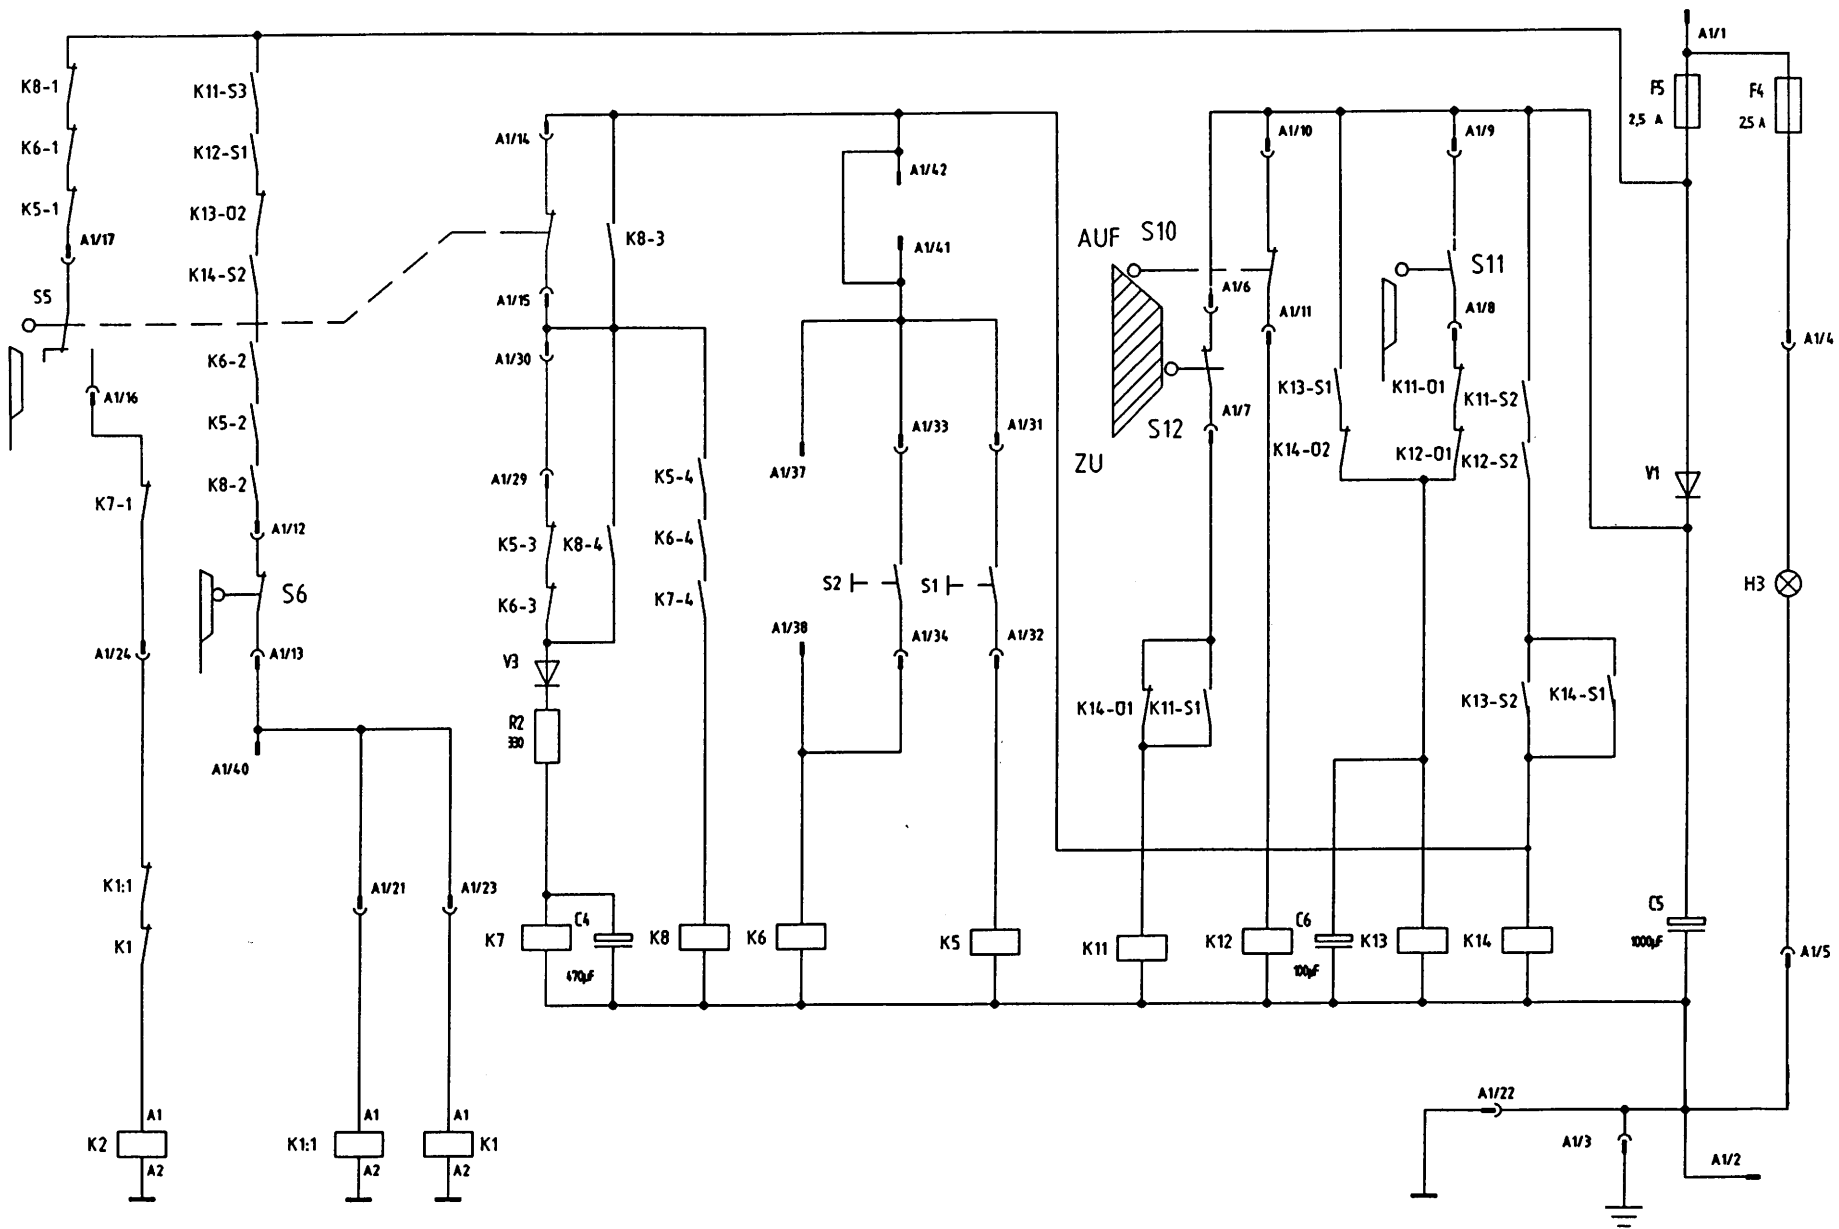 A1/1
K8-1
K11-S3
F5
2,5 A
F4
2,5 A
K6-1
K12-S1
A1/14
A1/42
A1/10
A1/9
K5-1
K13-O2
A1/17
K8-3
A1/41
AUF
S10
S11
K14-S2
S5
A1/15
A1/6
A1/11
A1/8
A1/4
K6-2
A1/30
A1/16
K5-2
K13-S1
K11-O1
K11-S2
A1/7
A1/33
A1/31
S12
K14-O2
K12-O1
K12-S2
ZU
K7-1
K8-2
A1/29
K5-4
A1/37
V1
A1/12
K5-3
K8-4
K6-4
S6
K6-3
K7-4
S2
S1
H3
A1/24
A1/13
V3
A1/38
A1/34
A1/32
R2
330
K14-O1
K11-S1
K13-S2
K14-S1
A1/40
K1:1
A1/21
A1/23
K1
K7
C4
470µF
K8
K6
K5
K11
K12
C6
100µF
K13
K14
C5
1000µF
A1/5
A1/22
A1
A1
A1
K2
K1:1
K1
A2
A2
A2
A1/3
A1/2